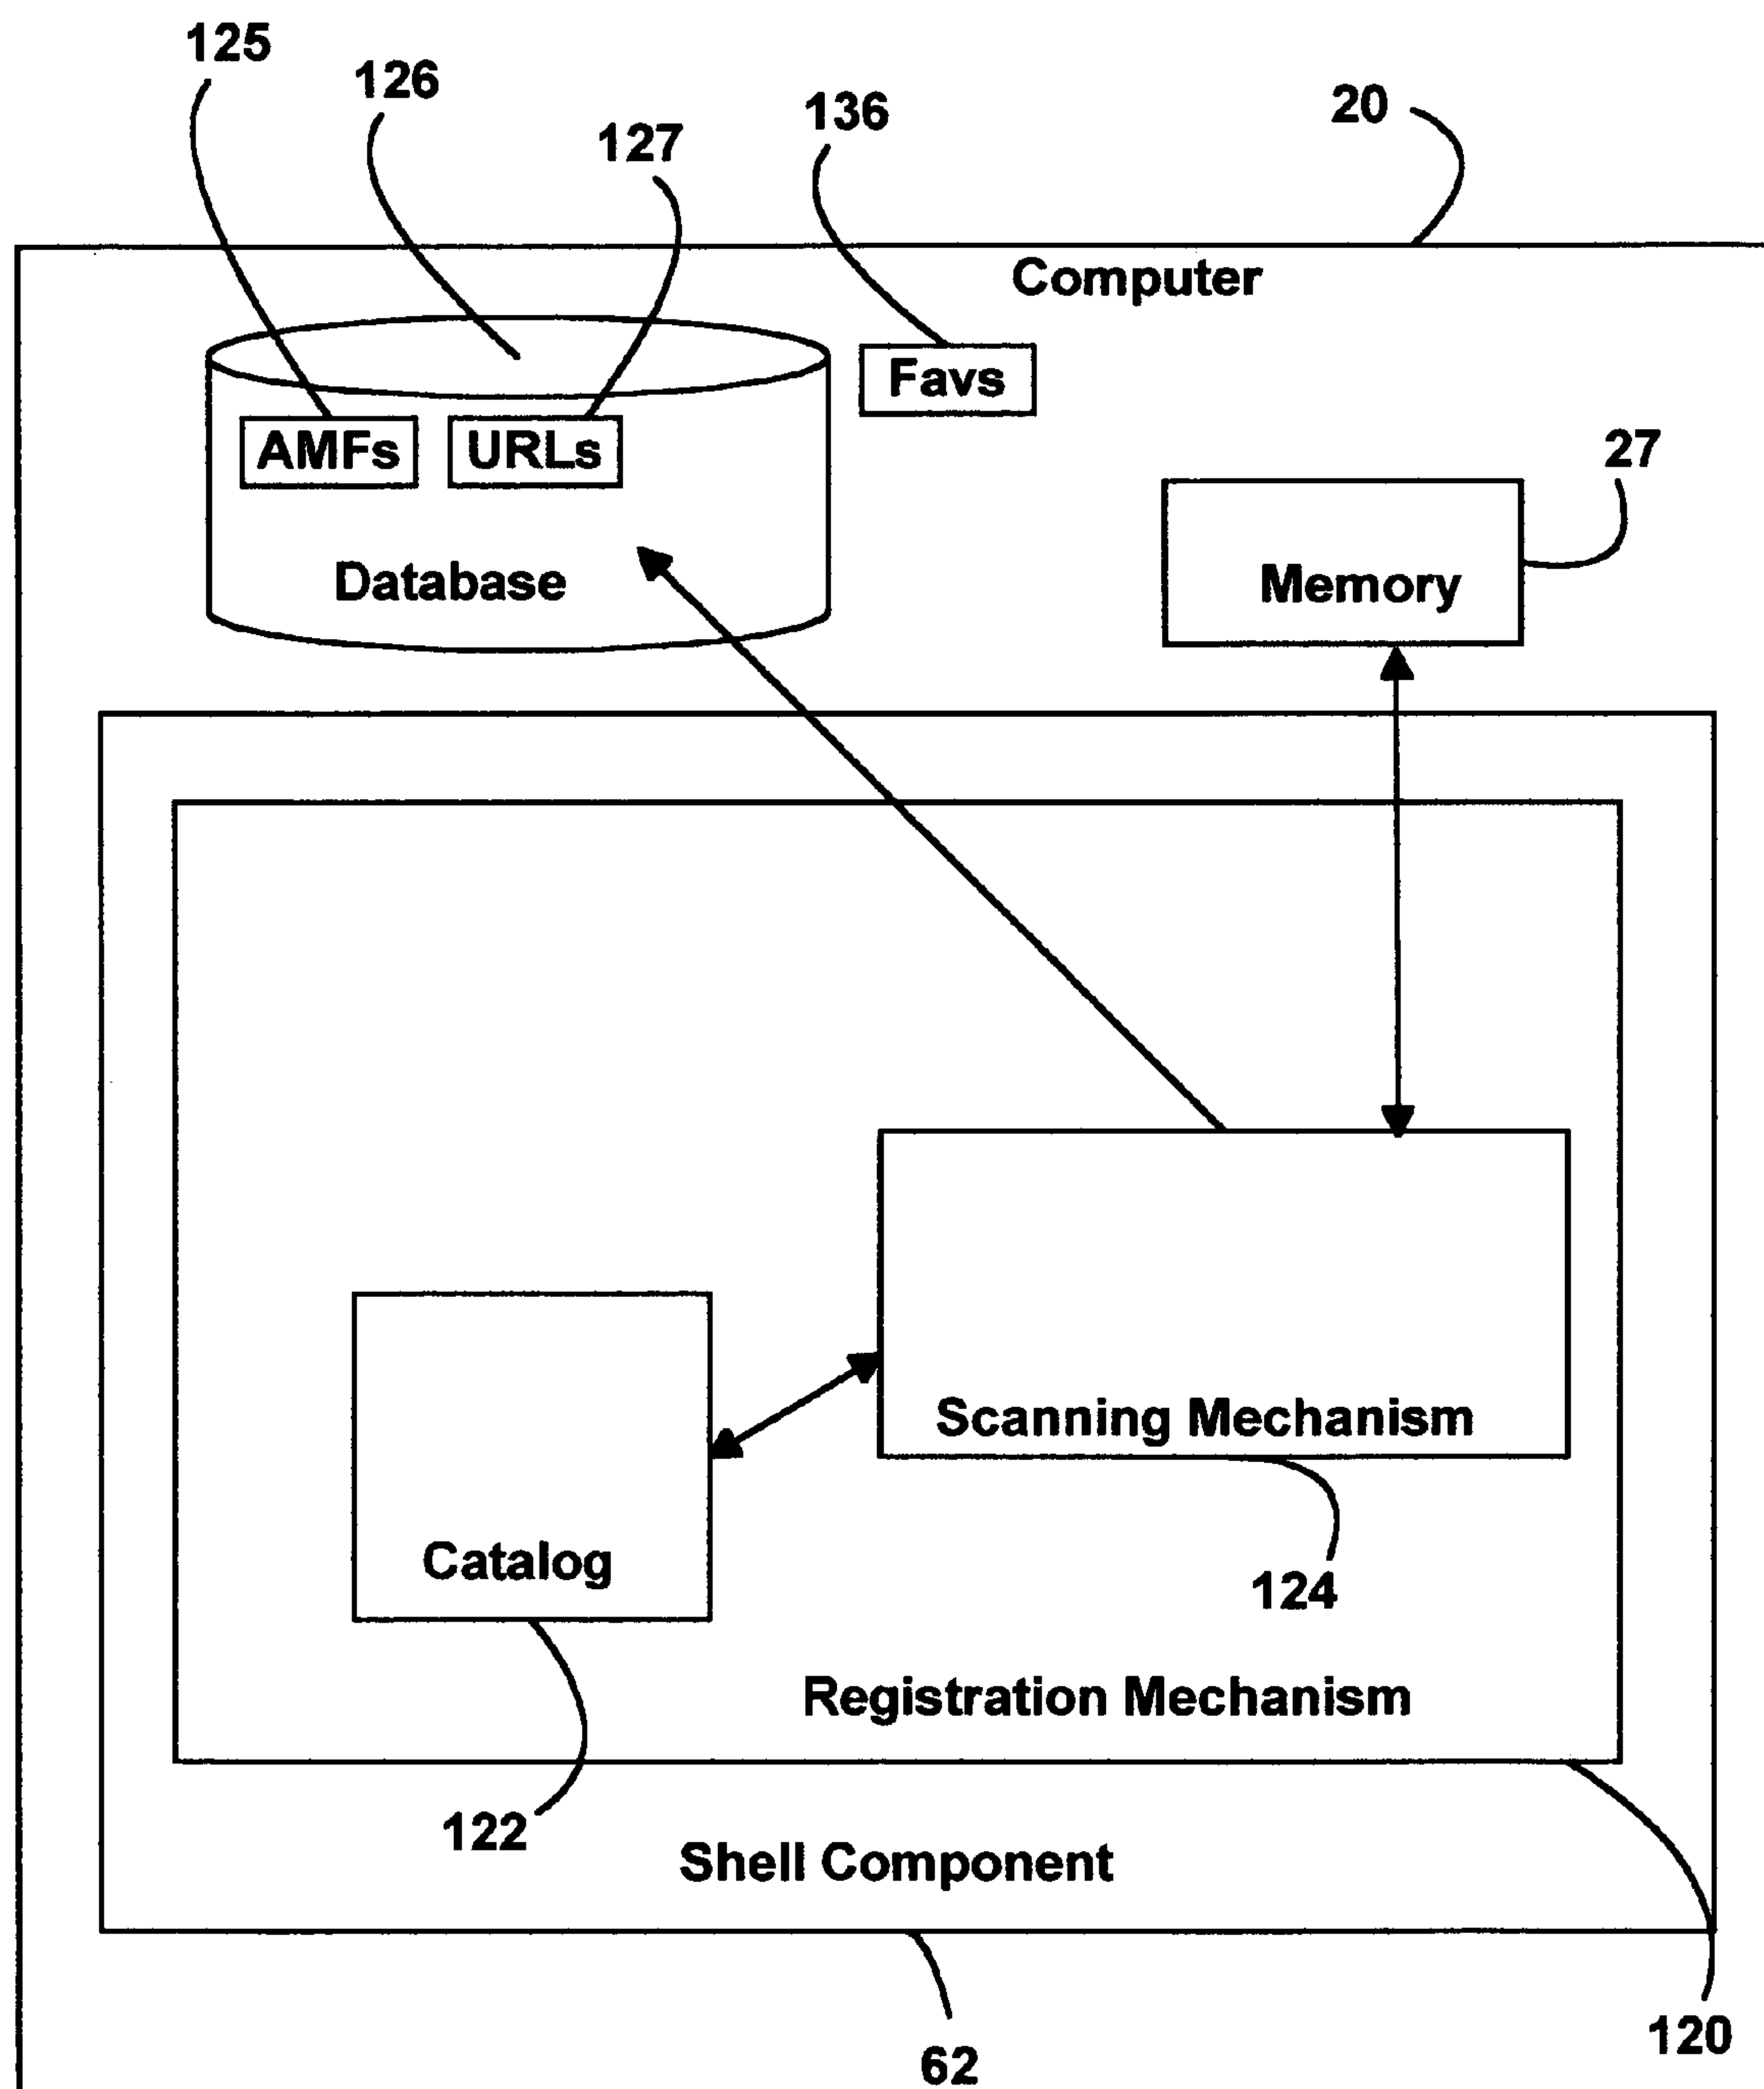 125
126
127
136
20
Computer
Favs
AMFs
URLs
27
Database
Memory
Scanning Mechanism
Catalog
124
Registration Mechanism
122
Shell Component
120
62